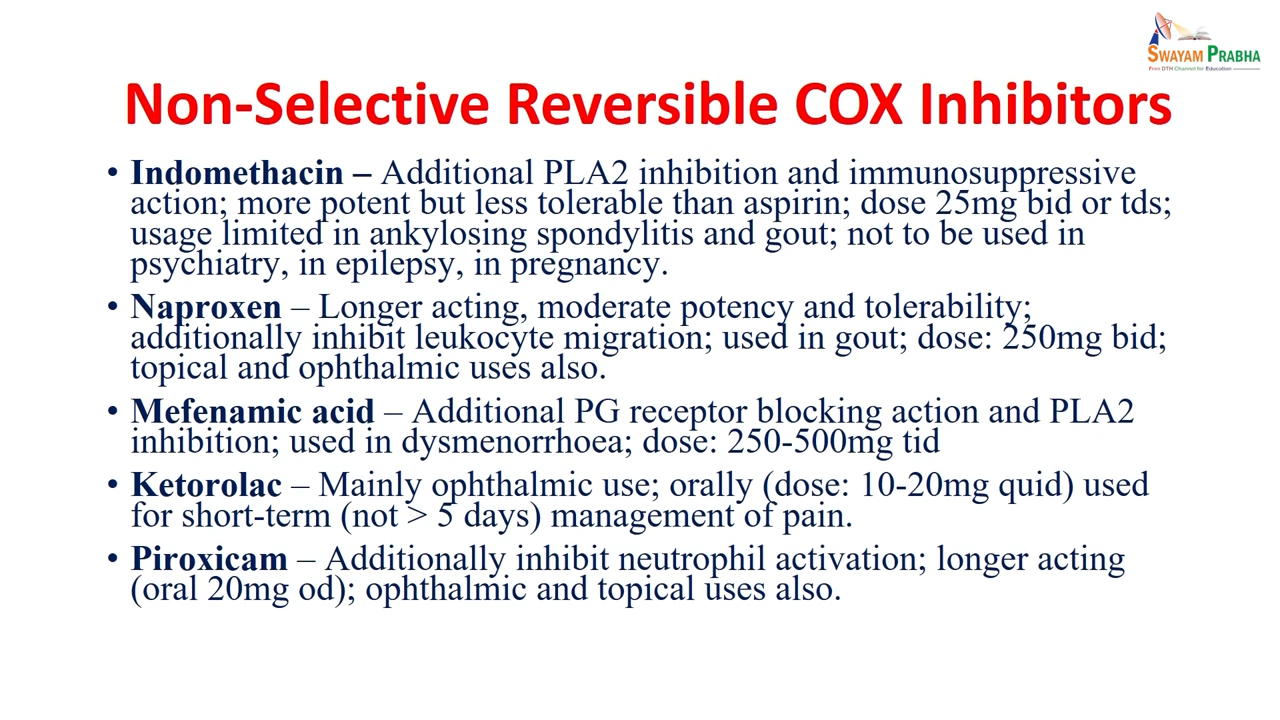 SWAYAM PRABHA
Free DTH Channel for Education
Non-Selective Reversible COX Inhibitors
• Indomethacin – Additional PLA2 inhibition and immunosuppressive
action; more potent but less tolerable than aspirin; dose 25mg bid or tds;
usage limited in ankylosing spondylitis and gout; not to be used in
psychiatry, in epilepsy, in pregnancy.
• Naproxen – Longer acting, moderate potency and tolerability;
additionally inhibit leukocyte migration; used in gout; dose: 250mg bid;
topical and ophthalmic uses also.
• Mefenamic acid – Additional PG receptor blocking action and PLA2
inhibition; used in dysmenorrhoea; dose: 250-500mg tid
• Ketorolac – Mainly ophthalmic use; orally (dose: 10-20mg quid) used
for short-term (not > 5 days) management of pain.
• Piroxicam – Additionally inhibit neutrophil activation; longer acting
(oral 20mg od); ophthalmic and topical uses also.